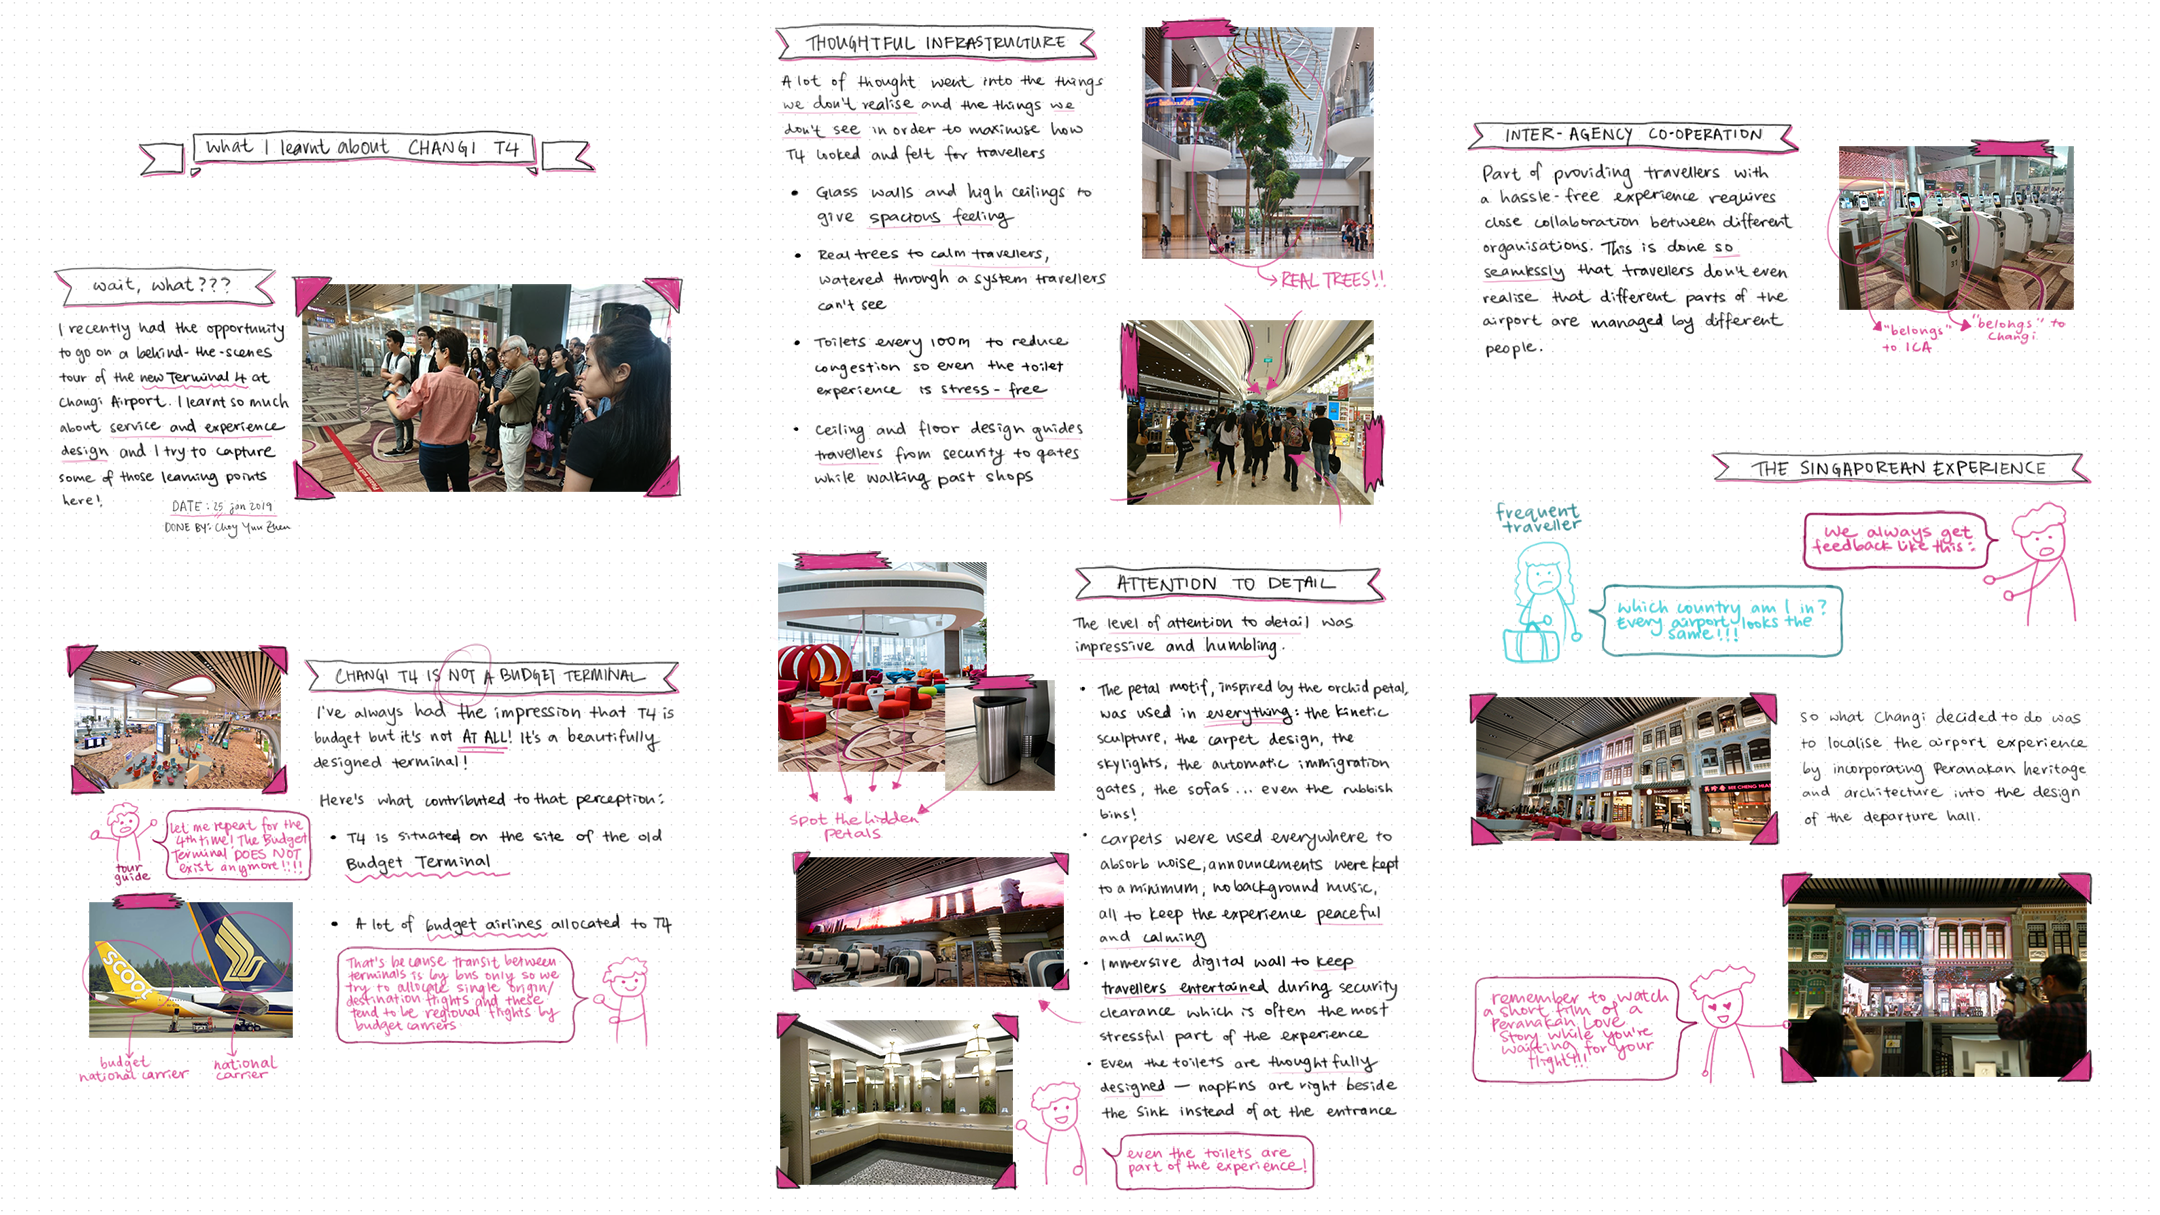 what I learnt about CHANGI T4
wait, what???
I recently had the opportunity
to go on a behind-the-scenes
tour of the new Terminal 4 at
Changi Airport. I learnt so much
about service and experience
design and I try to capture
some of those learning points
here!
DATE: 25 jan 2019
DONE BY: Choy Yun Zhen
CHANGI T4 IS NOT A BUDGET TERMINAL
I've always had the impression that T4 is
budget but it's not AT ALL! It's a beautifully
designed terminal!
Here's what contributed to that perception:
• T4 is situated on the site of the old
Budget Terminal
• A lot of budget airlines allocated to T4
let me repeat for the
4th time! The Budget
Terminal DOES NOT
exist anymore!!!!
tour
guide
SCOOT
budget
national carrier
national
carrier
That's because transit between
terminals is by bus only so we
try to allocate single origin/
destination flights and these
tend to be regional flights by
budget carriers
THOUGHTFUL INFRASTRUCTURE
A lot of thought went into the things
we don't realise and the things we
don't see in order to maximise how
T4 looked and felt for travellers
• Glass walls and high ceilings to
give spacious feeling
• Real trees to calm travellers,
watered through a system travellers
can't see
• Toilets every 100m to reduce
congestion so even the toilet
experience is stress-free
• Ceiling and floor design guides
travellers from security to gates
while walking past shops
REAL TREES!!
ATTENTION TO DETAIL
The level of attention to detail was
impressive and humbling.
• The petal motif, inspired by the orchid petal,
was used in everything: the kinetic
sculpture, the carpet design, the
skylights, the automatic immigration
gates, the sofas... even the rubbish
bins!
• Carpets were used everywhere to
absorb noise, announcements were kept
to a minimum, no background music,
all to keep the experience peaceful
and calming
• Immersive digital wall to keep
travellers entertained during security
clearance which is often the most
stressful part of the experience
• Even the toilets are thoughtfully
designed — napkins are right beside
the sink instead of at the entrance
spot the hidden
petals
even the toilets are
part of the experience!
INTER-AGENCY CO-OPERATION
Part of providing travellers with
a hassle-free experience requires
close collaboration between different
organisations. This is done so
seamlessly that travellers don't even
realise that different parts of the
airport are managed by different
people.
"belongs"
to ICA
"belongs" to
Changi
THE SINGAPOREAN EXPERIENCE
frequent
traveller
We always get
feedback like this:
which country am I in?
Every airport looks the
same!!!
So what Changi decided to do was
to localise the airport experience
by incorporating Peranakan heritage
and architecture into the design
of the departure hall.
remember to watch
a short film of a
Peranakan Love
Story while you're
waiting for your
flight!!!